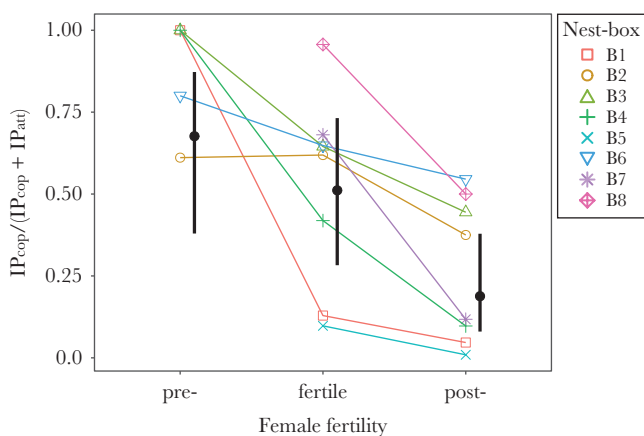 1.00
0.75
0.50
0.25
0.0
IPcop/(IPcop + IPatt)
pre-
fertile
post-
Female fertility
Nest-box
B1
B2
B3
B4
B5
B6
B7
B8